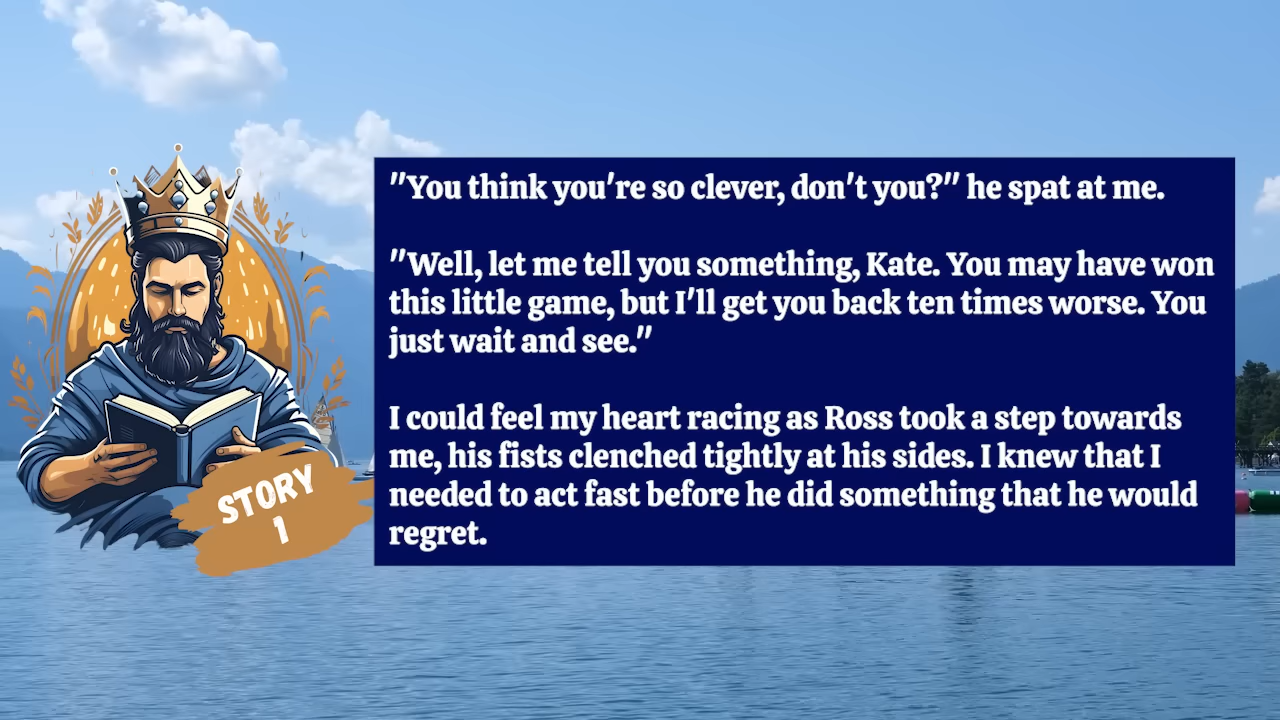 "You think you're so clever, don't you?" he spat at me.
"Well, let me tell you something, Kate. You may have won
this little game, but I'll get you back ten times worse. You
just wait and see."
I could feel my heart racing as Ross took a step towards
me, his fists clenched tightly at his sides. I knew that I
needed to act fast before he did something that he would
regret.
STORY
1